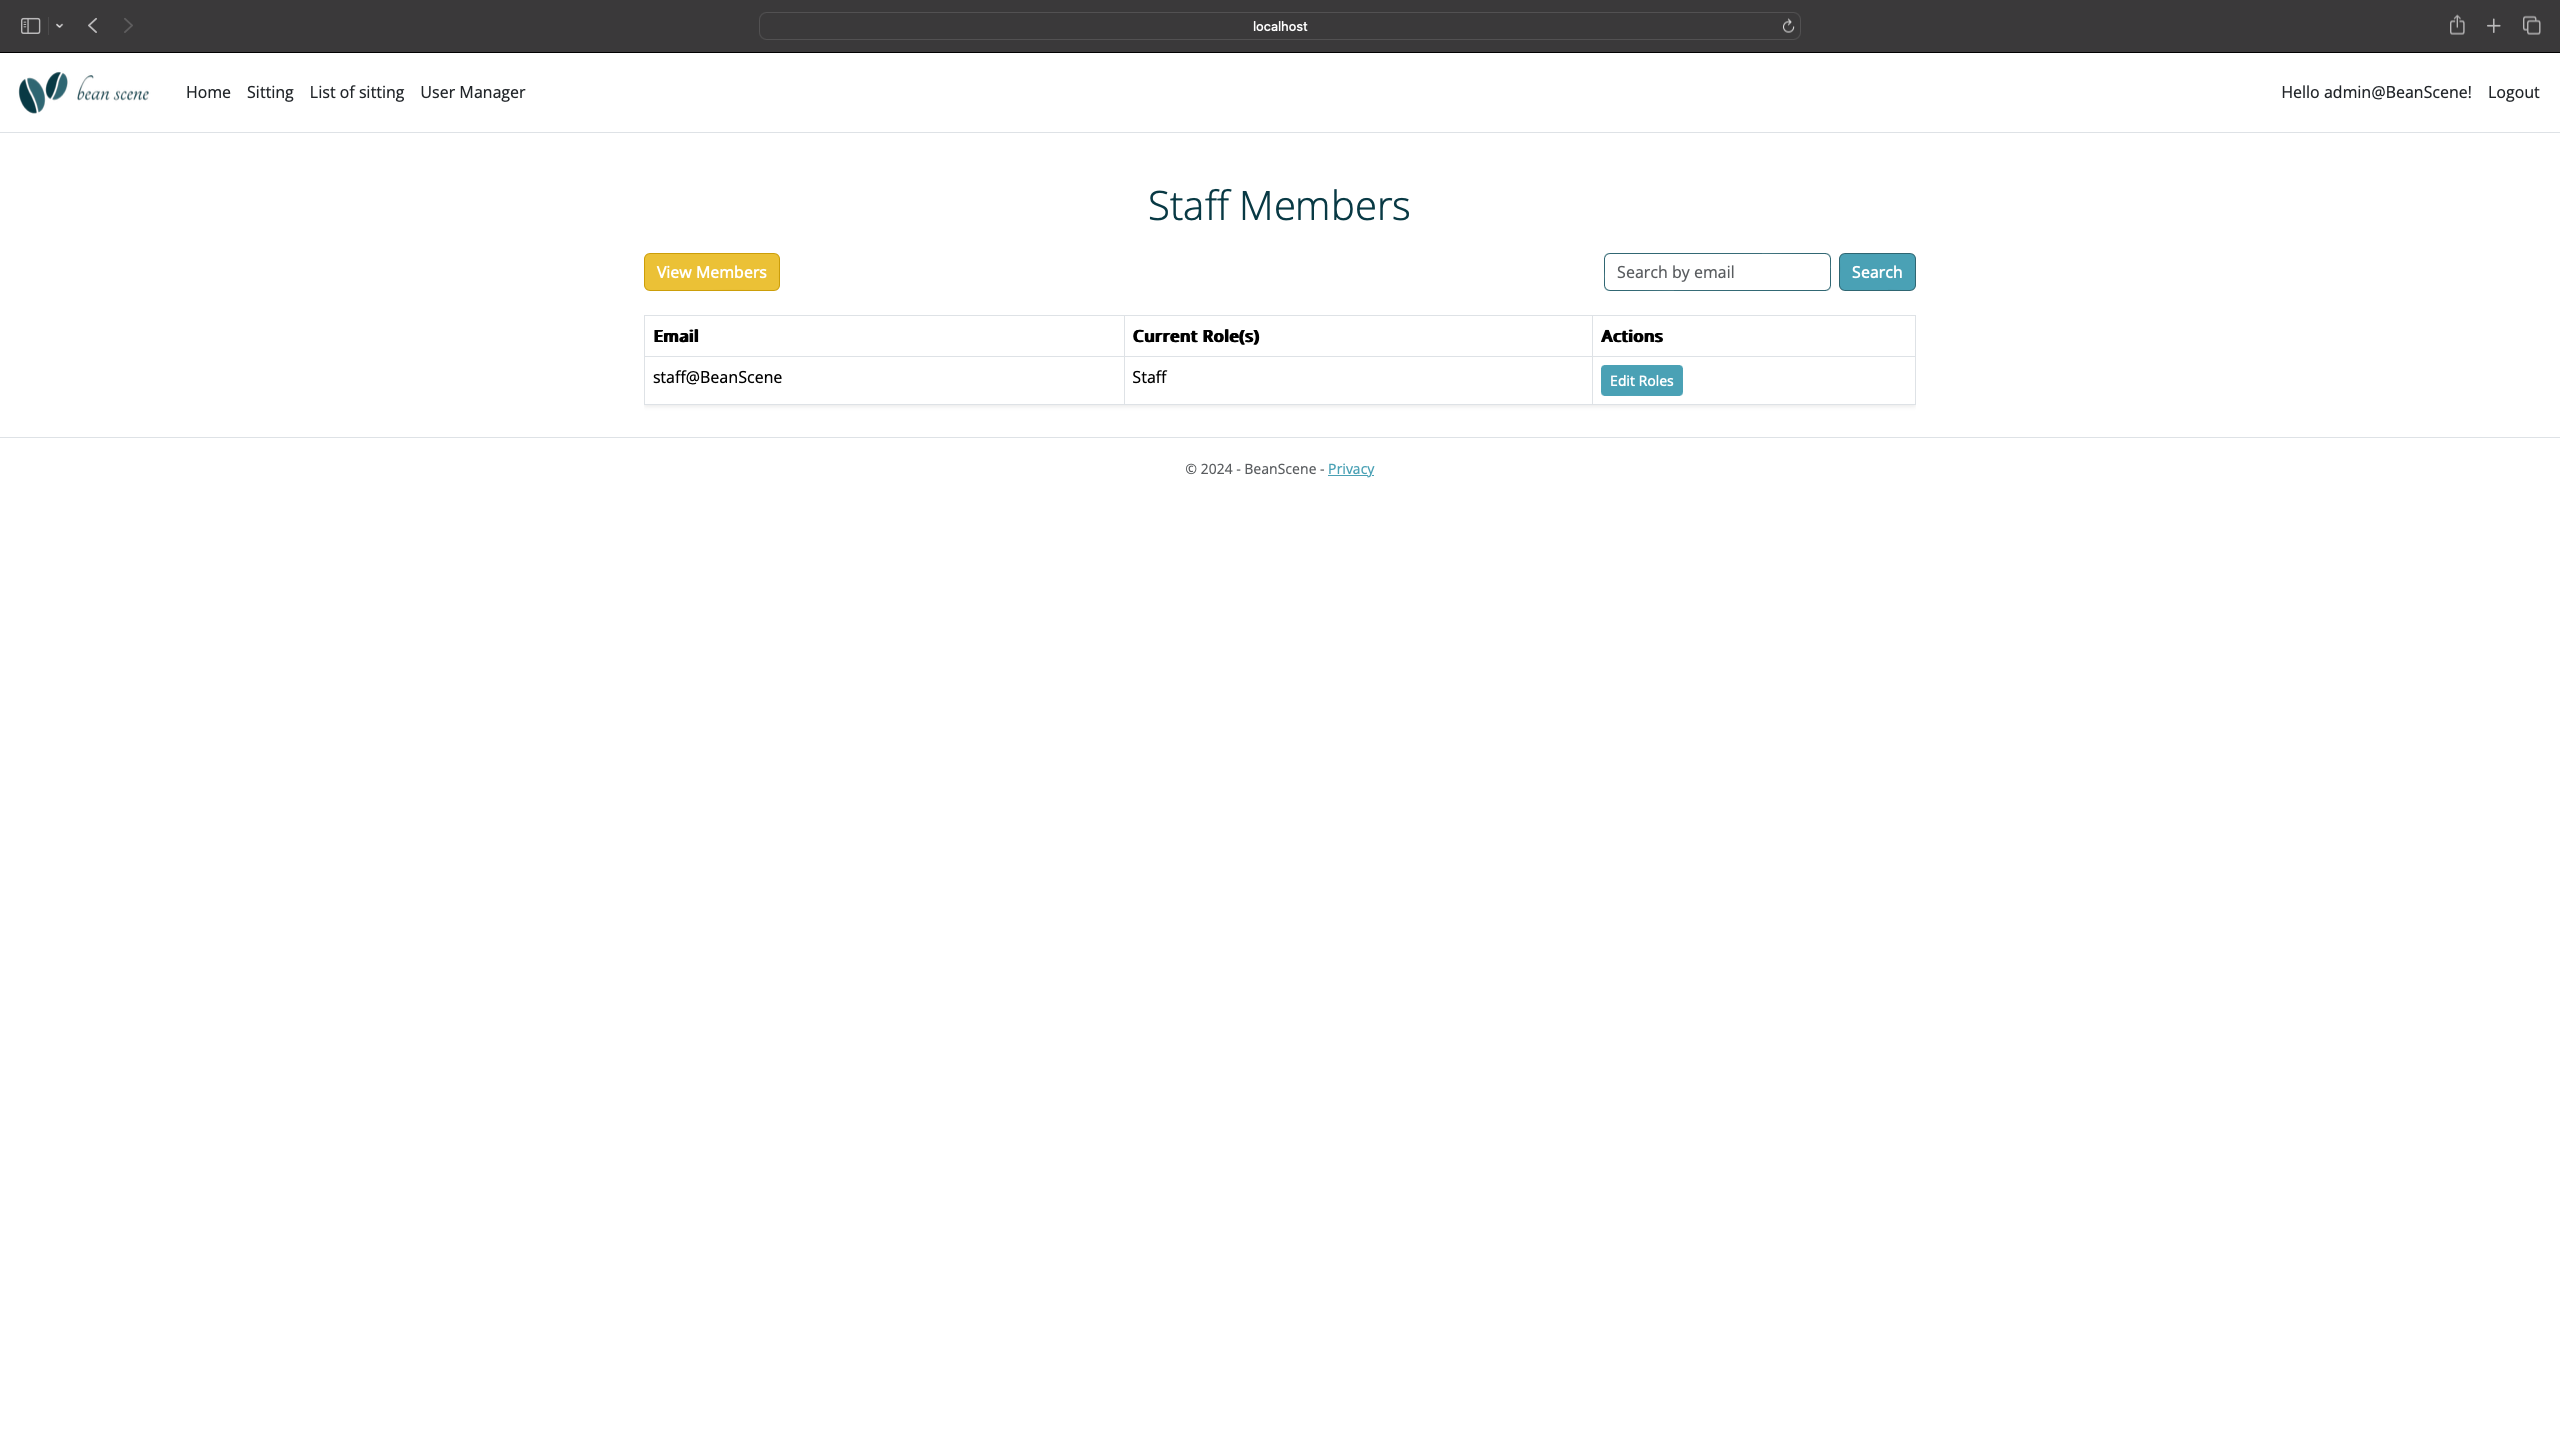 localhost
bean scene
Home Sitting List of sitting User Manager
Hello admin@BeanScene! Logout
Staff Members
View Members
Search by email Search
Email Current Role(s) Actions
staff@BeanScene Staff Edit Roles
© 2024 - BeanScene - Privacy